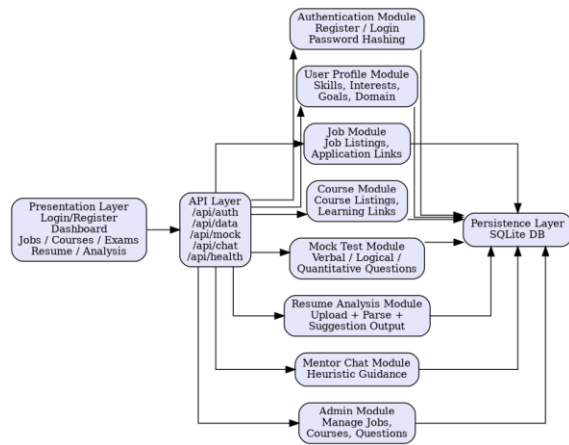 Authentication Module
Register / Login
Password Hashing
User Profile Module
Skills, Interests,
Goals, Domain
Job Module
Job Listings,
Application Links
Presentation Layer
Login/Register
Dashboard
Jobs / Courses / Exams
Resume / Analysis
API Layer
/api/auth
/api/data
/api/mock
/api/chat
/api/health
Course Module
Course Listings,
Learning Links
Persistence Layer
SQLite DB
Mock Test Module
Verbal / Logical /
Quantitative Questions
Resume Analysis Module
Upload + Parse +
Suggestion Output
Mentor Chat Module
Heuristic Guidance
Admin Module
Manage Jobs,
Courses, Questions